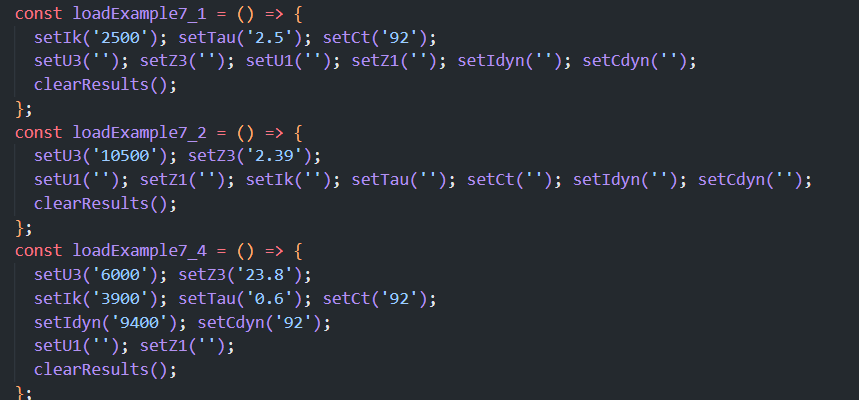 const loadExample7_1 = () => {
setIk('2500'); setTau('2.5'); setCt('92');
setU3(''); setZ3(''); setU1(''); setZ1(''); setIdyn(''); setCdyn('');
clearResults();
};
const loadExample7_2 = () => {
setU3('10500'); setZ3('2.39');
setU1(''); setZ1(''); setIk(''); setTau(''); setCt(''); setIdyn(''); setCdyn('');
clearResults();
};
const loadExample7_4 = () => {
setU3('6000'); setZ3('23.8');
setIk('3900'); setTau('0.6'); setCt('92');
setIdyn('9400'); setCdyn('92');
setU1(''); setZ1('');
clearResults();
};